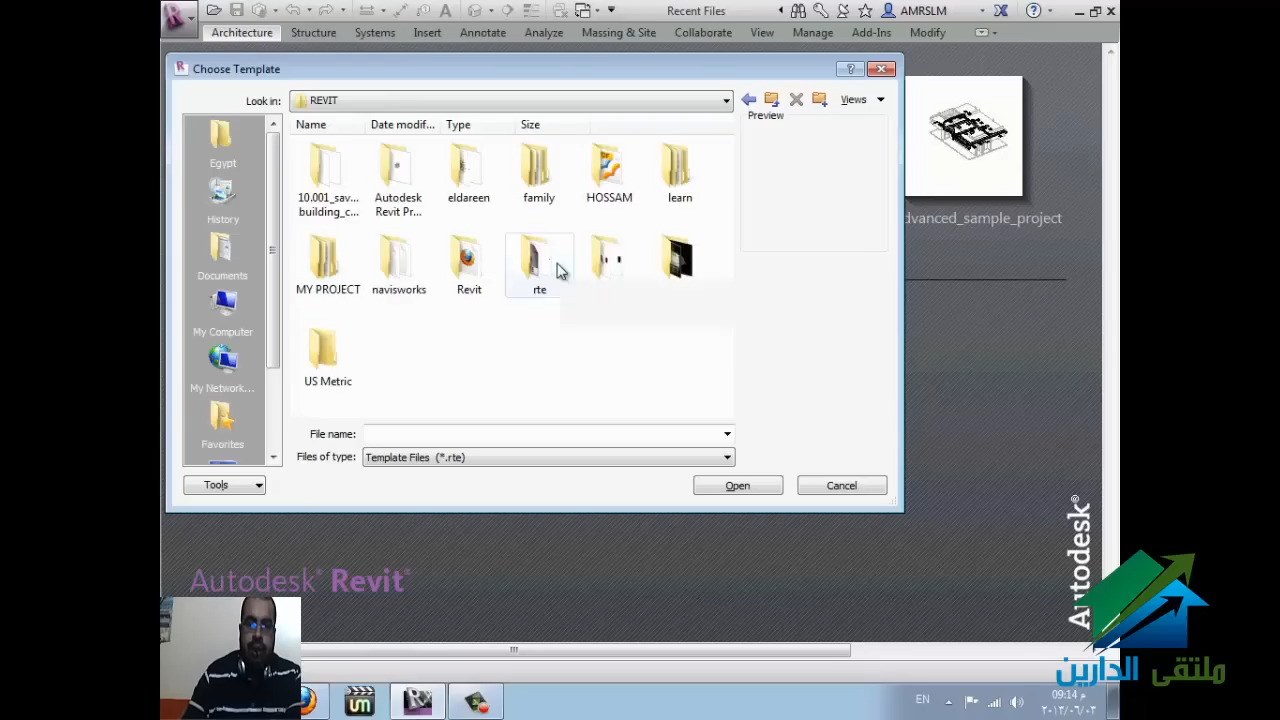 Recent Files
AMRSLM
Architecture Structure Systems Insert Annotate Analyze Massing & Site Collaborate View Manage Add-Ins Modify
Choose Template
Look in: REVIT
Views
Preview
Name Date modif... Type Size
Egypt
History
Documents
My Computer
My Network...
Favorites
10.001_sav...
building_c...
Autodesk
Revit Pr...
eldareen
family
HOSSAM
learn
MY PROJECT
navisworks
Revit
rte
US Metric
File name:
Files of type: Template Files (*.rte)
Tools
Open
Cancel
dvanced_sample_project
Autodesk® Revit®
Autodesk®
ملتقى الدارين
EN
09:14 م
٢٠١٣/٠٦/٠٣